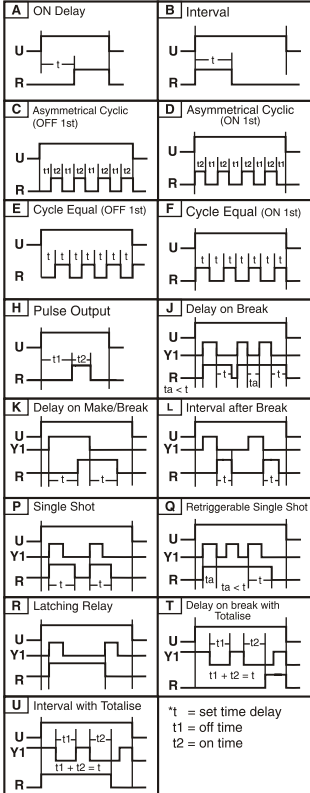 A ON Delay
U
t
R
B Interval
U
t
R
C Asymmetrical Cyclic
(OFF 1st)
U
t1 t2 t1 t2 t1 t2 t1 t2
R
D Asymmetrical Cyclic
(ON 1st)
U
t2 t1 t2 t1 t2 t1 t2 t1
R
E Cycle Equal (OFF 1st)
U
t t t t t t
R
F Cycle Equal (ON 1st)
U
t t t t t t
R
H Pulse Output
U
t1 t2
R
J Delay on Break
U
Y1
R
t ta t
ta < t
K Delay on Make/Break
U
Y1
R
t t
L Interval after Break
U
Y1
R
t t
P Single Shot
U
Y1
R
t t
Q Retriggerable Single Shot
U
Y1
R
ta ta < t t
R Latching Relay
U
Y1
R
T Delay on break with
Totalise
U
t1 t2
Y1
t1 + t2 = t
R
U Interval with Totalise
U
Y1
t1 t2
t1 + t2 = t
R
*t = set time delay
t1 = off time
t2 = on time